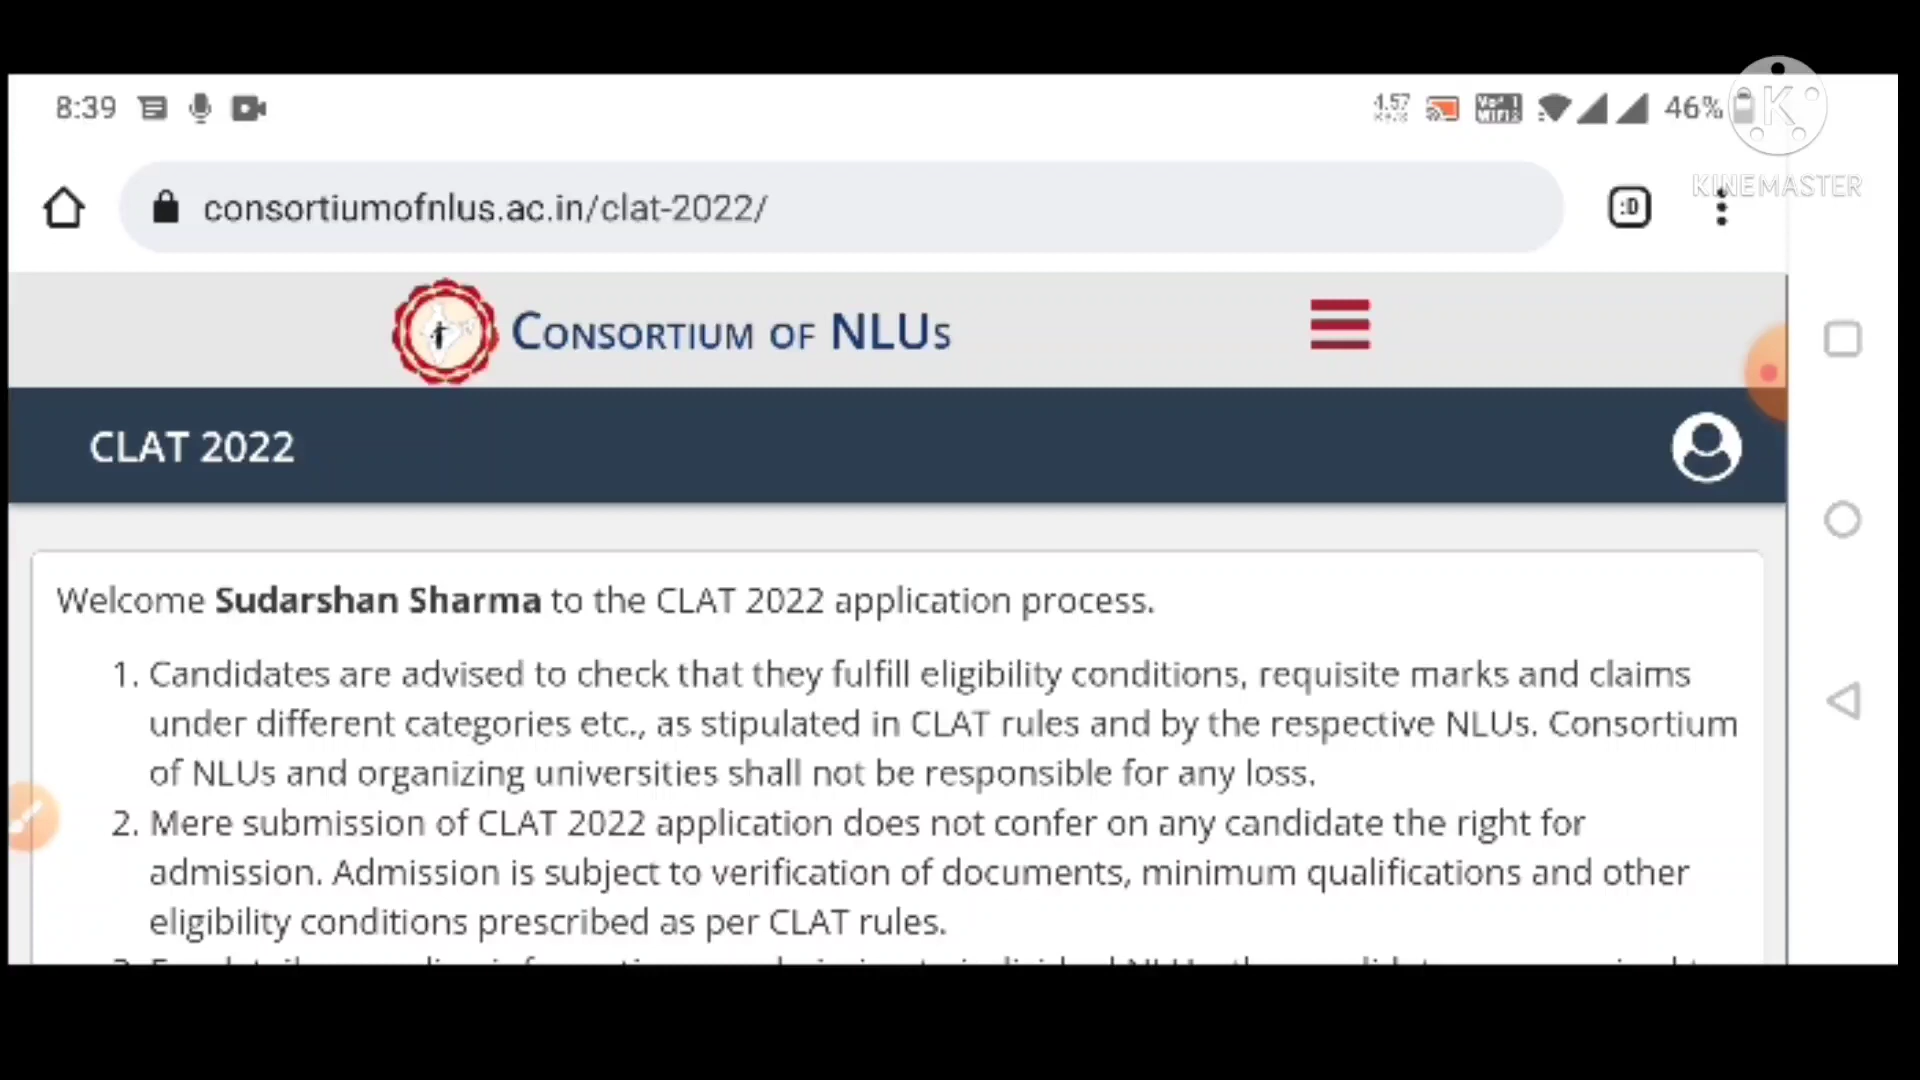 8:39
46%
KINEMASTER
consortiumofnlus.ac.in/clat-2022/
:D
CONSORTIUM OF NLUS
CLAT 2022
Welcome Sudarshan Sharma to the CLAT 2022 application process.
1. Candidates are advised to check that they fulfill eligibility conditions, requisite marks and claims
under different categories etc., as stipulated in CLAT rules and by the respective NLUs. Consortium
of NLUs and organizing universities shall not be responsible for any loss.
2. Mere submission of CLAT 2022 application does not confer on any candidate the right for
admission. Admission is subject to verification of documents, minimum qualifications and other
eligibility conditions prescribed as per CLAT rules.